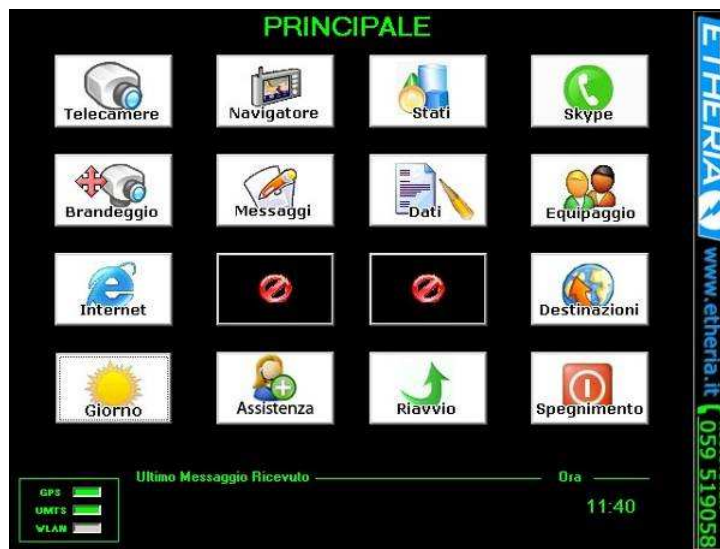 PRINCIPALE
Telecamere
Navigatore
Stati
Skype
Brandeggio
Messaggi
Dati
Equipaggio
Internet
Destinazioni
Giorno
Assistenza
Riavvio
Spegnimento
Ultimo Messaggio Ricevuto
Ora
11:40
GPS
UMTS
WLAN
ETHERIA www.etheria.it 059 519058